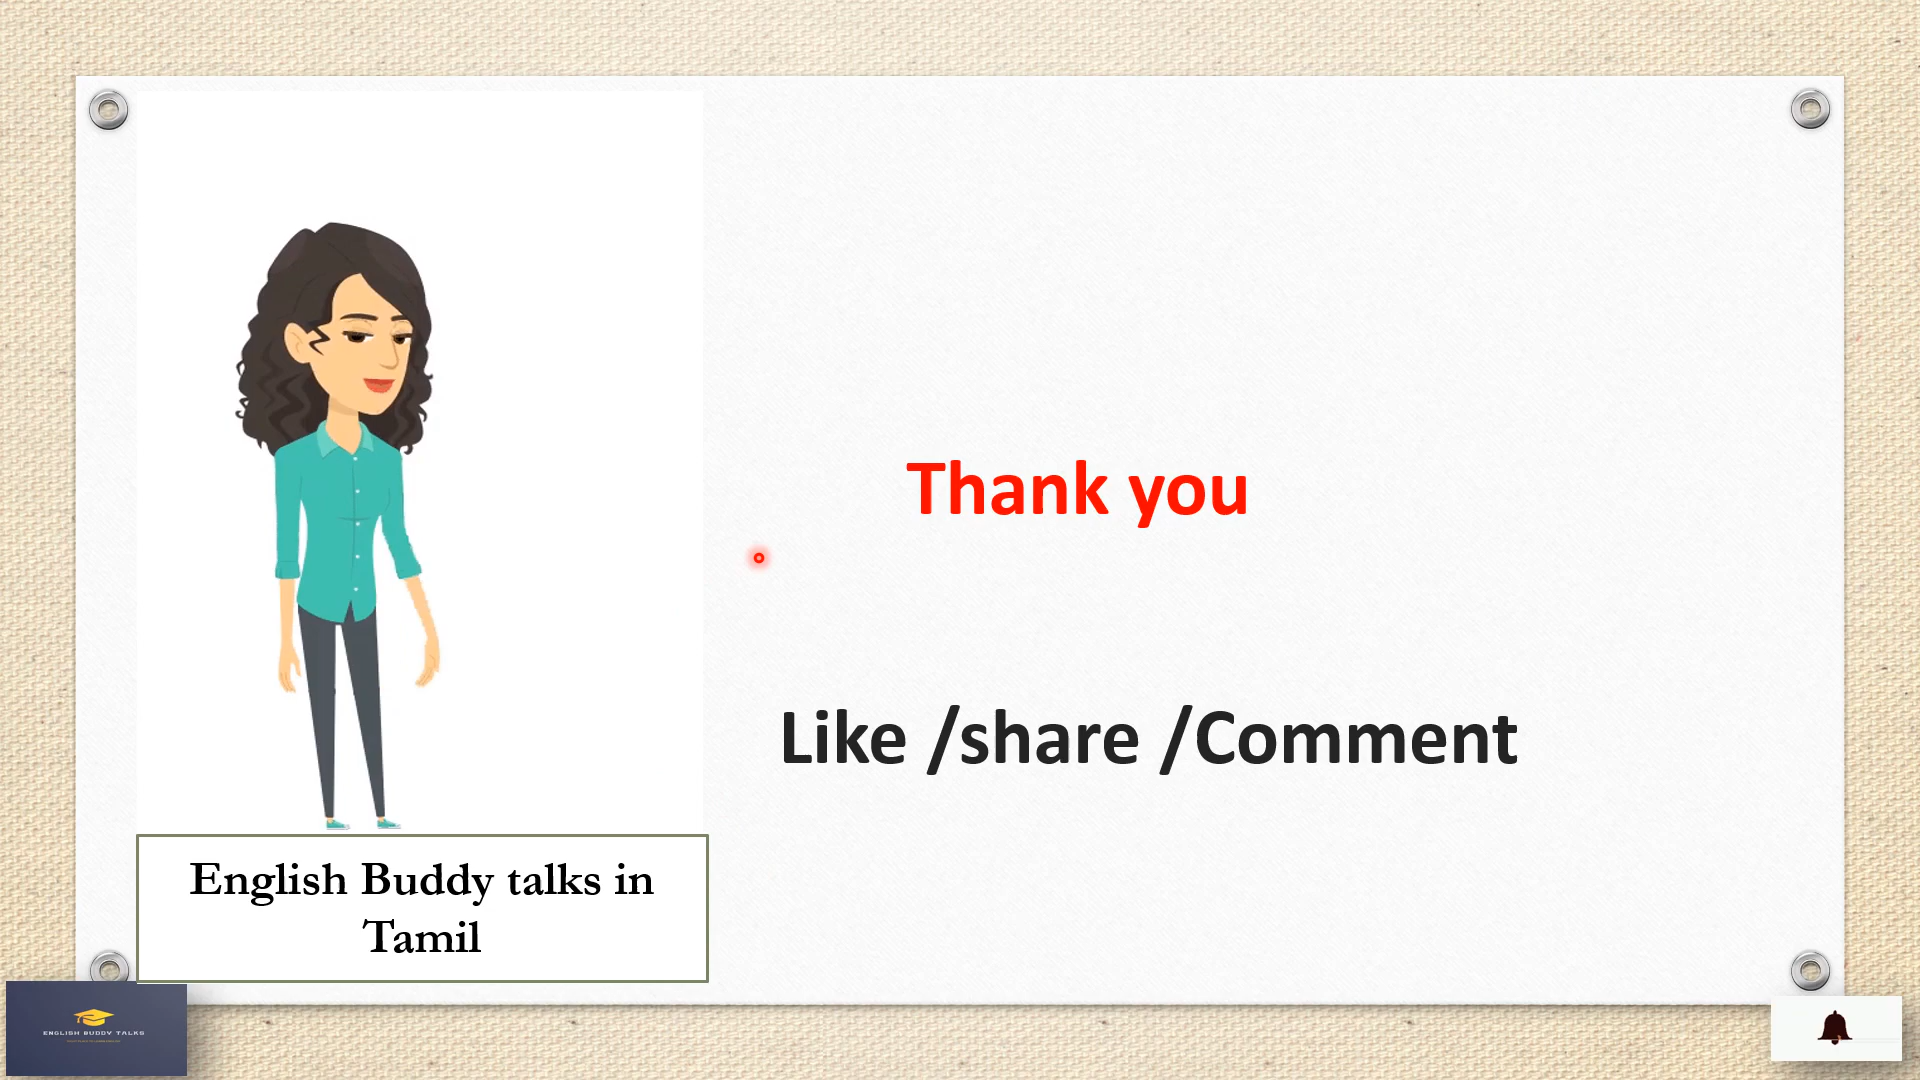 Thank you
Like /share /Comment
English Buddy talks in
Tamil
ENGLISH BUDDY TALKS